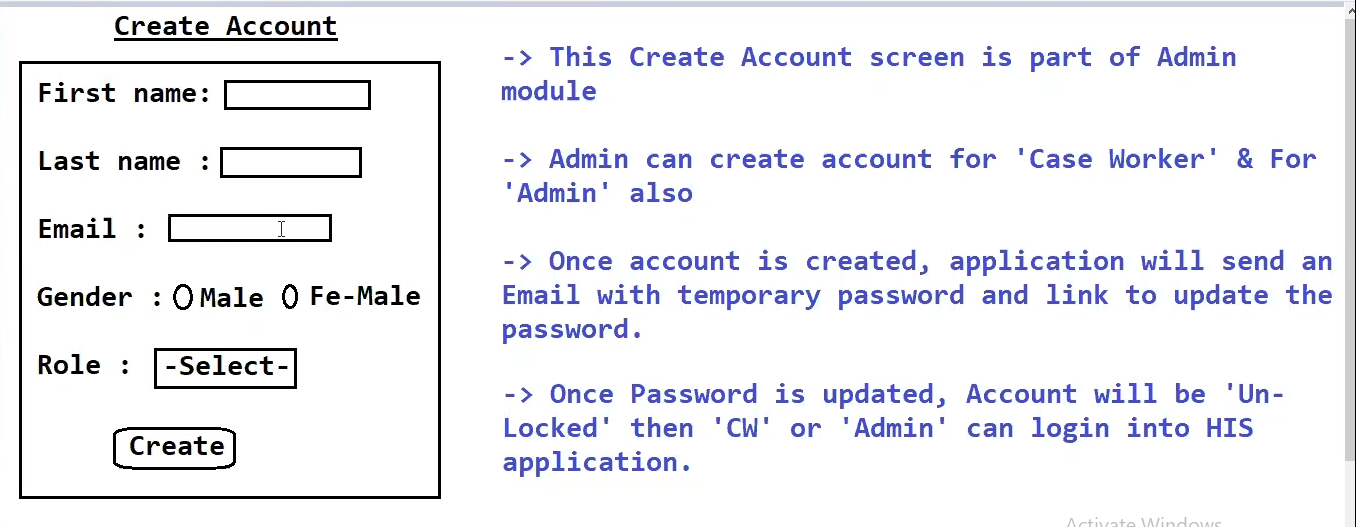 Create Account
First name:
Last name :
Email :
Gender : Male Fe-Male
Role : -Select-
Create
-> This Create Account screen is part of Admin
module
-> Admin can create account for 'Case Worker' & For
'Admin' also
-> Once account is created, application will send an
Email with temporary password and link to update the
password.
-> Once Password is updated, Account will be 'Un-
Locked' then 'CW' or 'Admin' can login into HIS
application.
Activate Windows